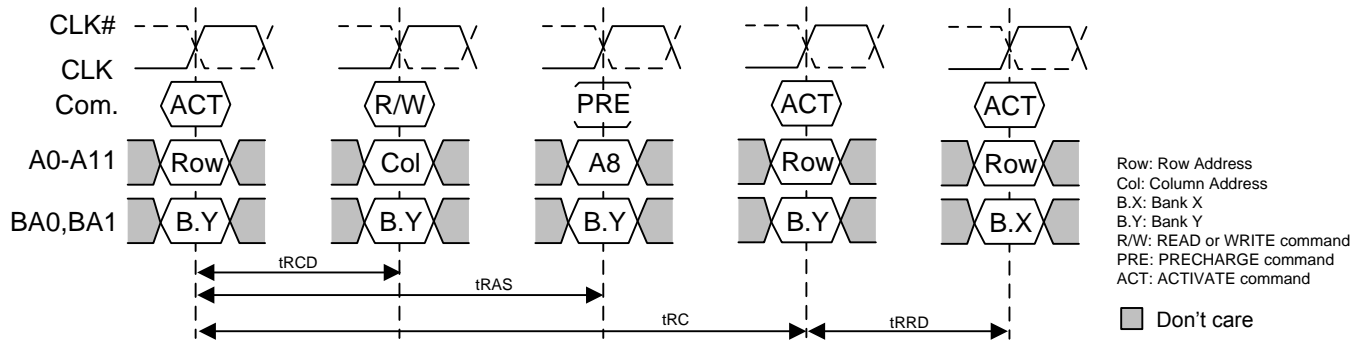 CLK#
CLK
Com. ACT R/W PRE ACT ACT
A0-A11 Row Col A8 Row Row
BA0,BA1 B.Y B.Y B.Y B.Y B.X
tRCD
tRAS
tRC tRRD
Row: Row Address
Col: Column Address
B.X: Bank X
B.Y: Bank Y
R/W: READ or WRITE command
PRE: PRECHARGE command
ACT: ACTIVATE command
Don't care